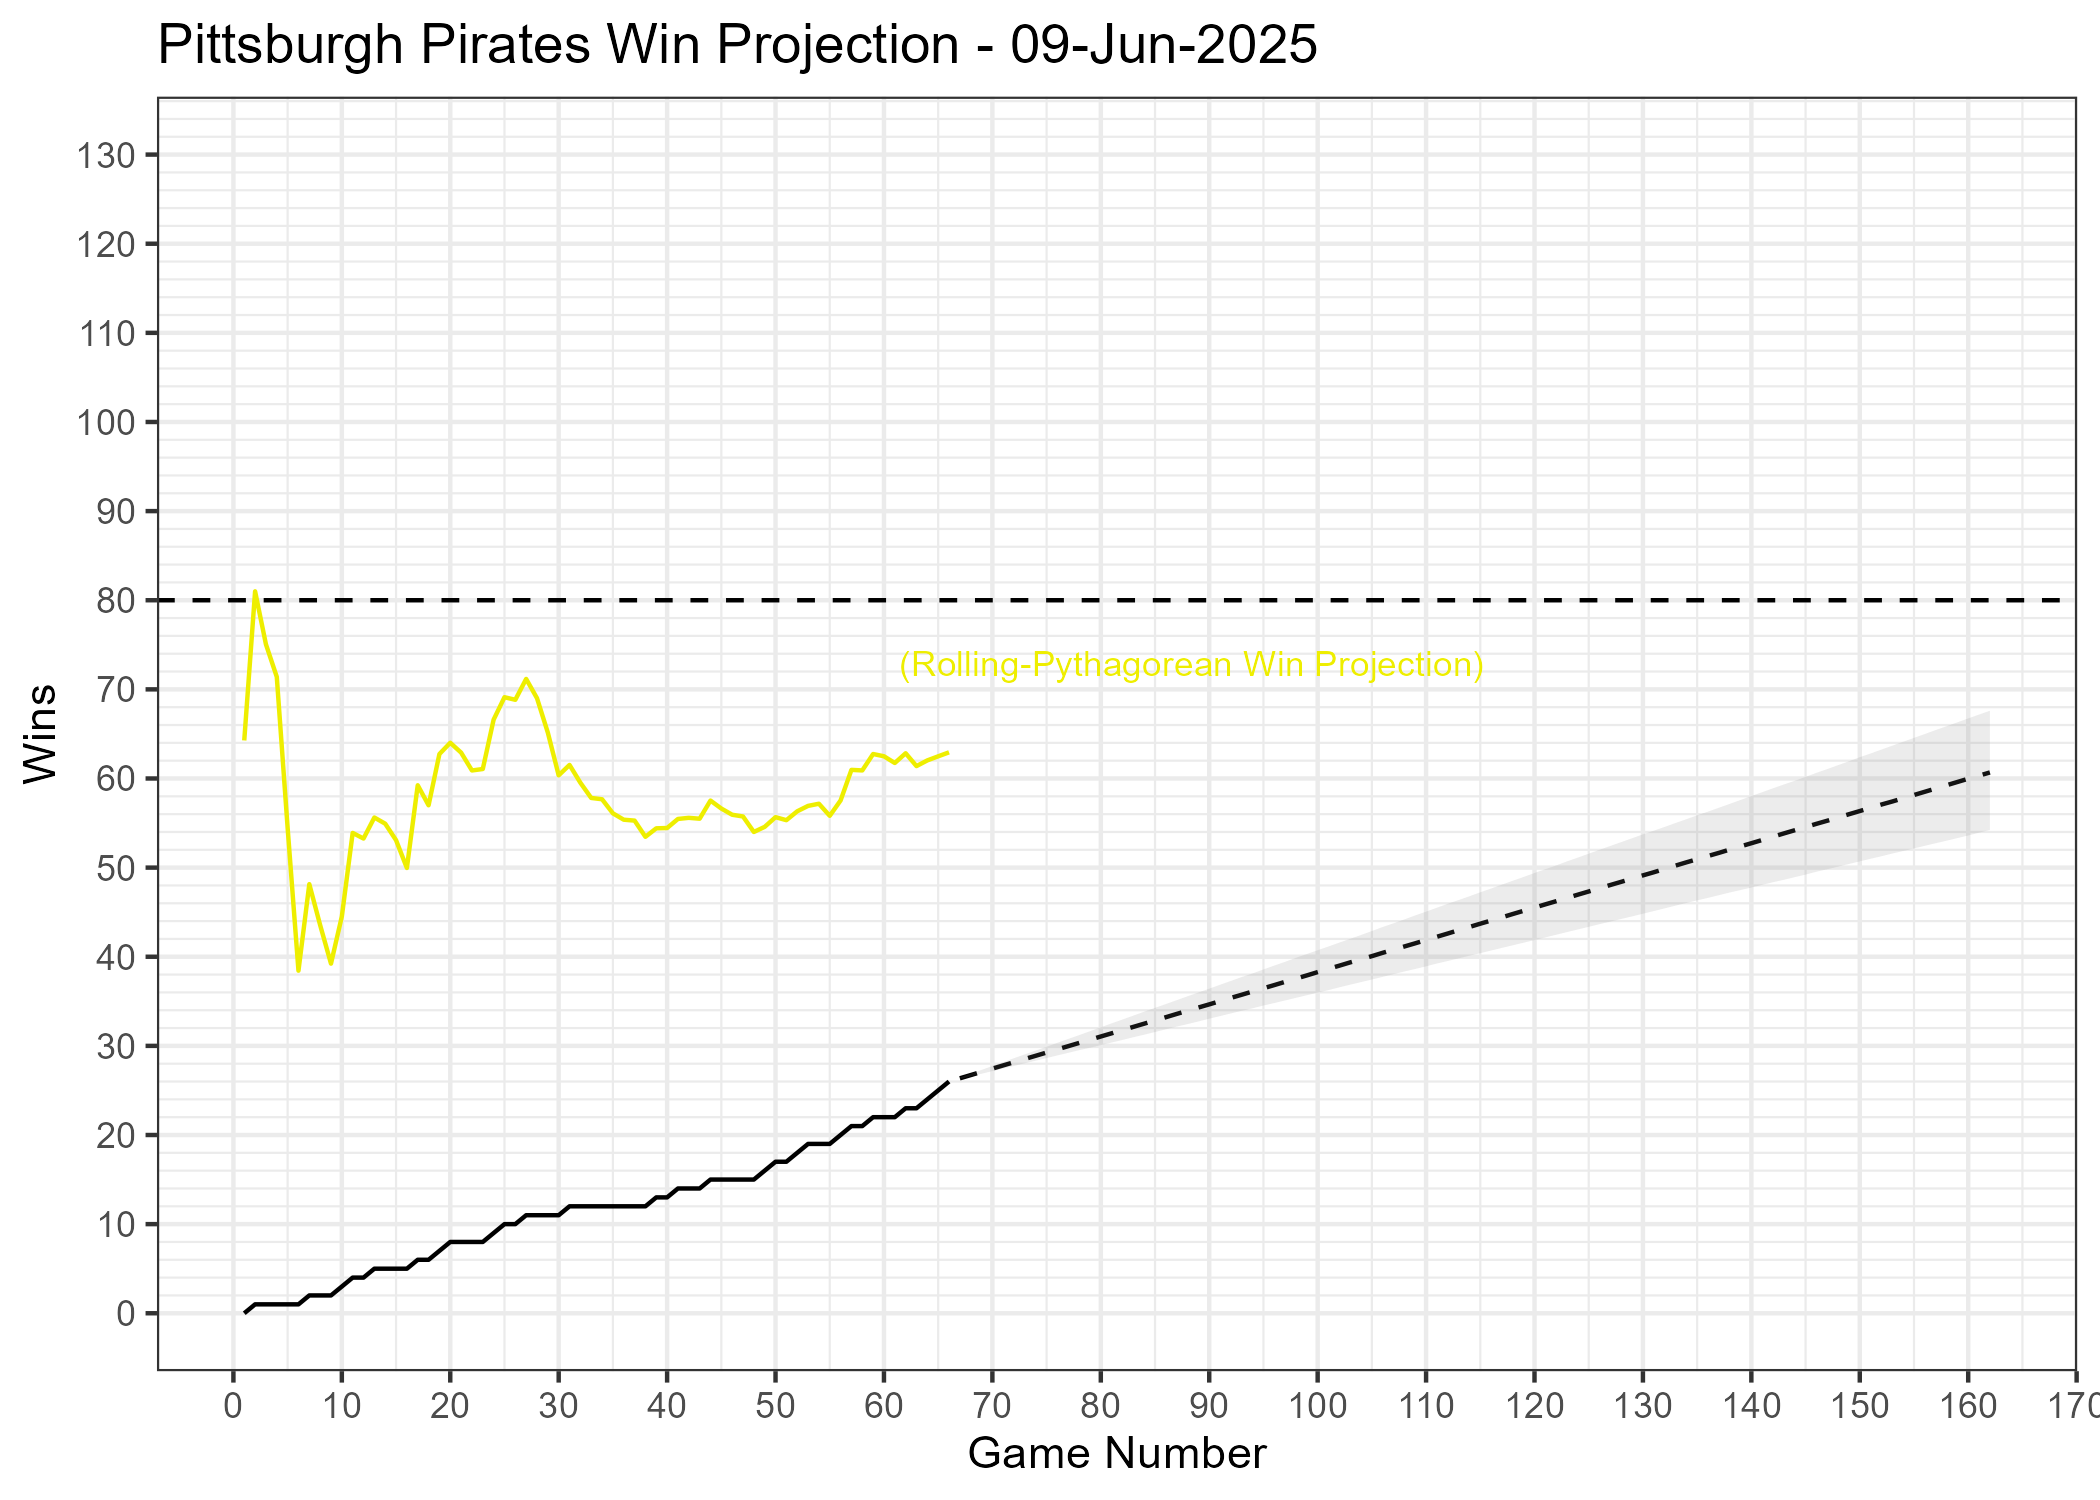 Pittsburgh Pirates Win Projection - 09-Jun-2025
130
120
110
100
90
80
(Rolling-Pythagorean Win Projection)
70
60
50
40
30
20
10
0
Wins
0 10 20 30 40 50 60 70 80 90 100 110 120 130 140 150 160 170
Game Number